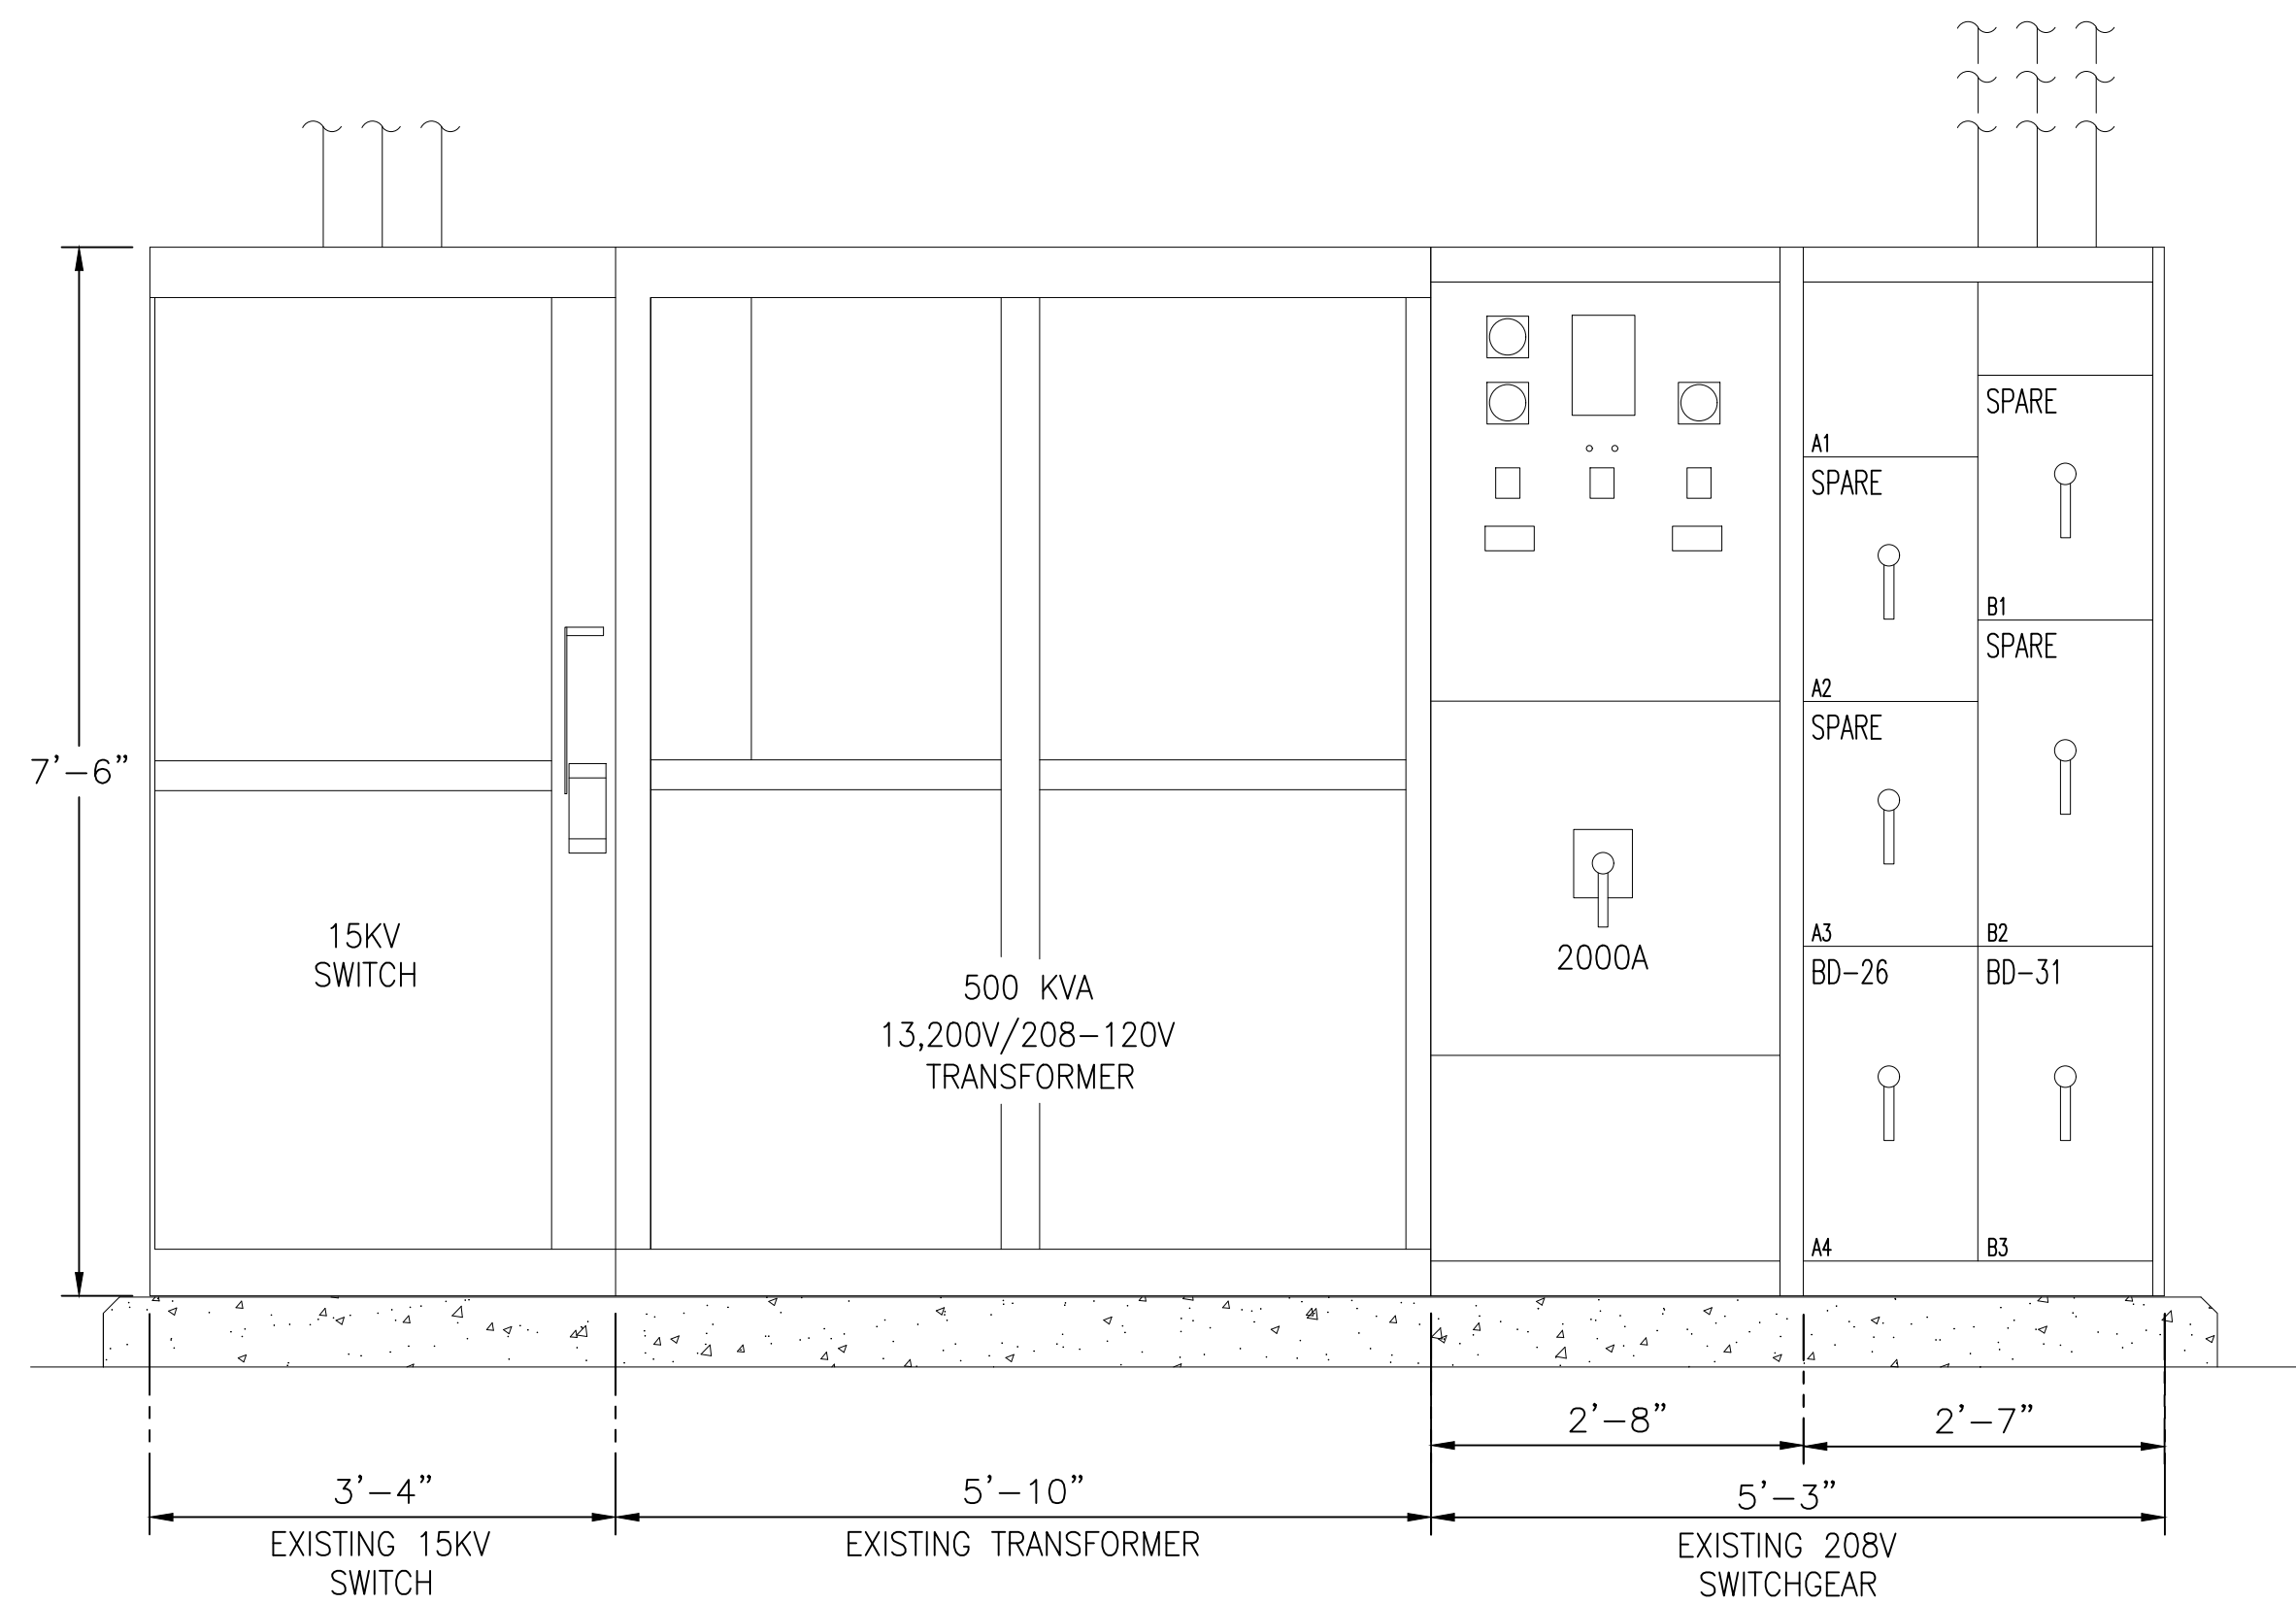 SPARE
A1
SPARE
B1
SPARE
A2
SPARE
7'-6"
15KV
SWITCH
500 KVA
13,200V/208-120V
TRANSFORMER
2000A
A3
B2
BD-26
BD-31
A4
B3
2'-8"
2'-7"
3'-4"
5'-10"
5'-3"
EXISTING 15KV
SWITCH
EXISTING TRANSFORMER
EXISTING 208V
SWITCHGEAR